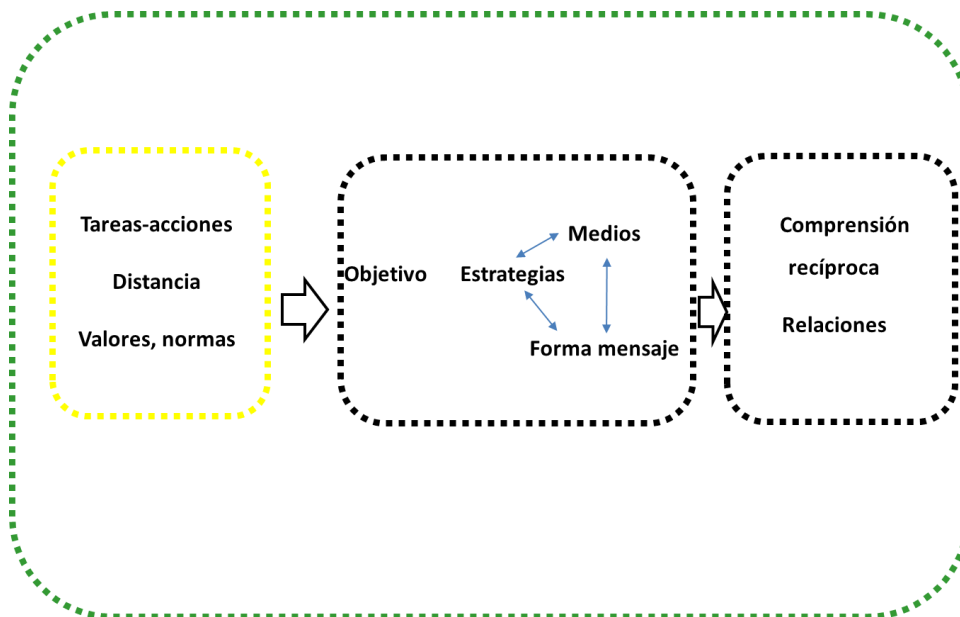 Tareas-acciones
Distancia
Valores, normas
Objetivo
Estrategias
Medios
Forma mensaje
Comprensión
recíproca
Relaciones